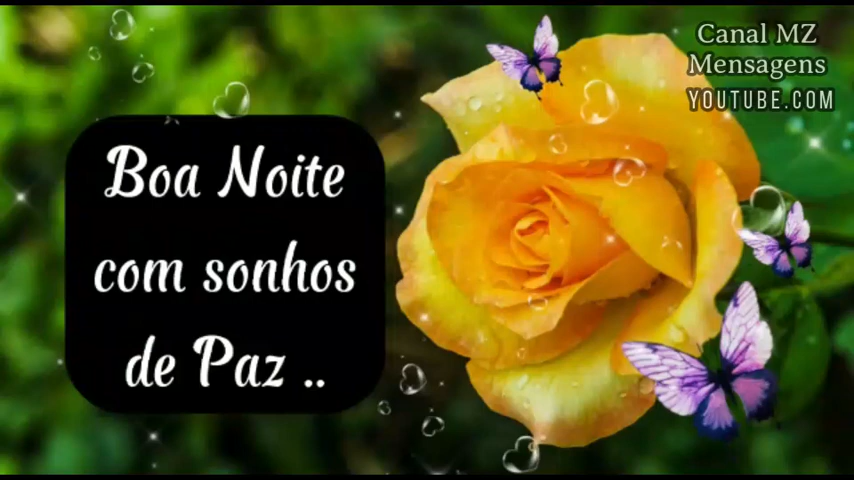 Canal MZ
Mensagens
YOUTUBE.COM
Boa Noite
com sonhos
de Paz ..